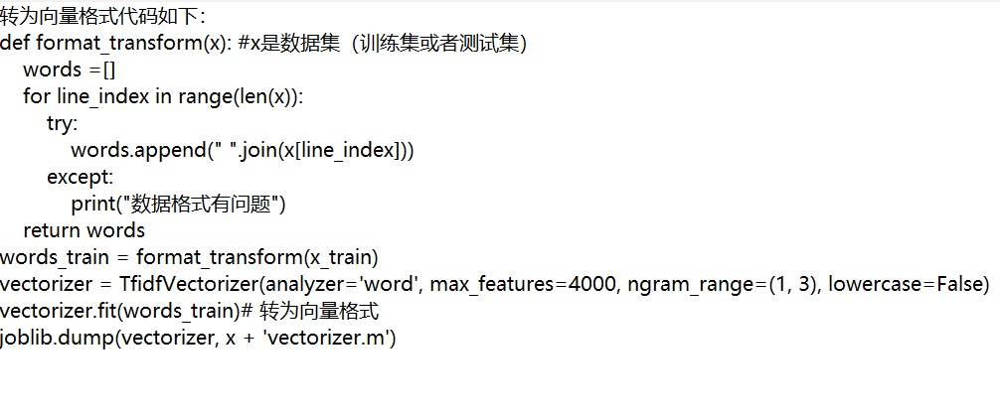 转为向量格式代码如下：
def format_transform(x): #x是数据集（训练集或者测试集）
    words =[]
    for line_index in range(len(x)):
        try:
            words.append(" ".join(x[line_index]))
        except:
            print("数据格式有问题")
    return words
words_train = format_transform(x_train)
vectorizer = TfidfVectorizer(analyzer='word', max_features=4000, ngram_range=(1, 3), lowercase=False)
vectorizer.fit(words_train)# 转为向量格式
joblib.dump(vectorizer, x + 'vectorizer.m')